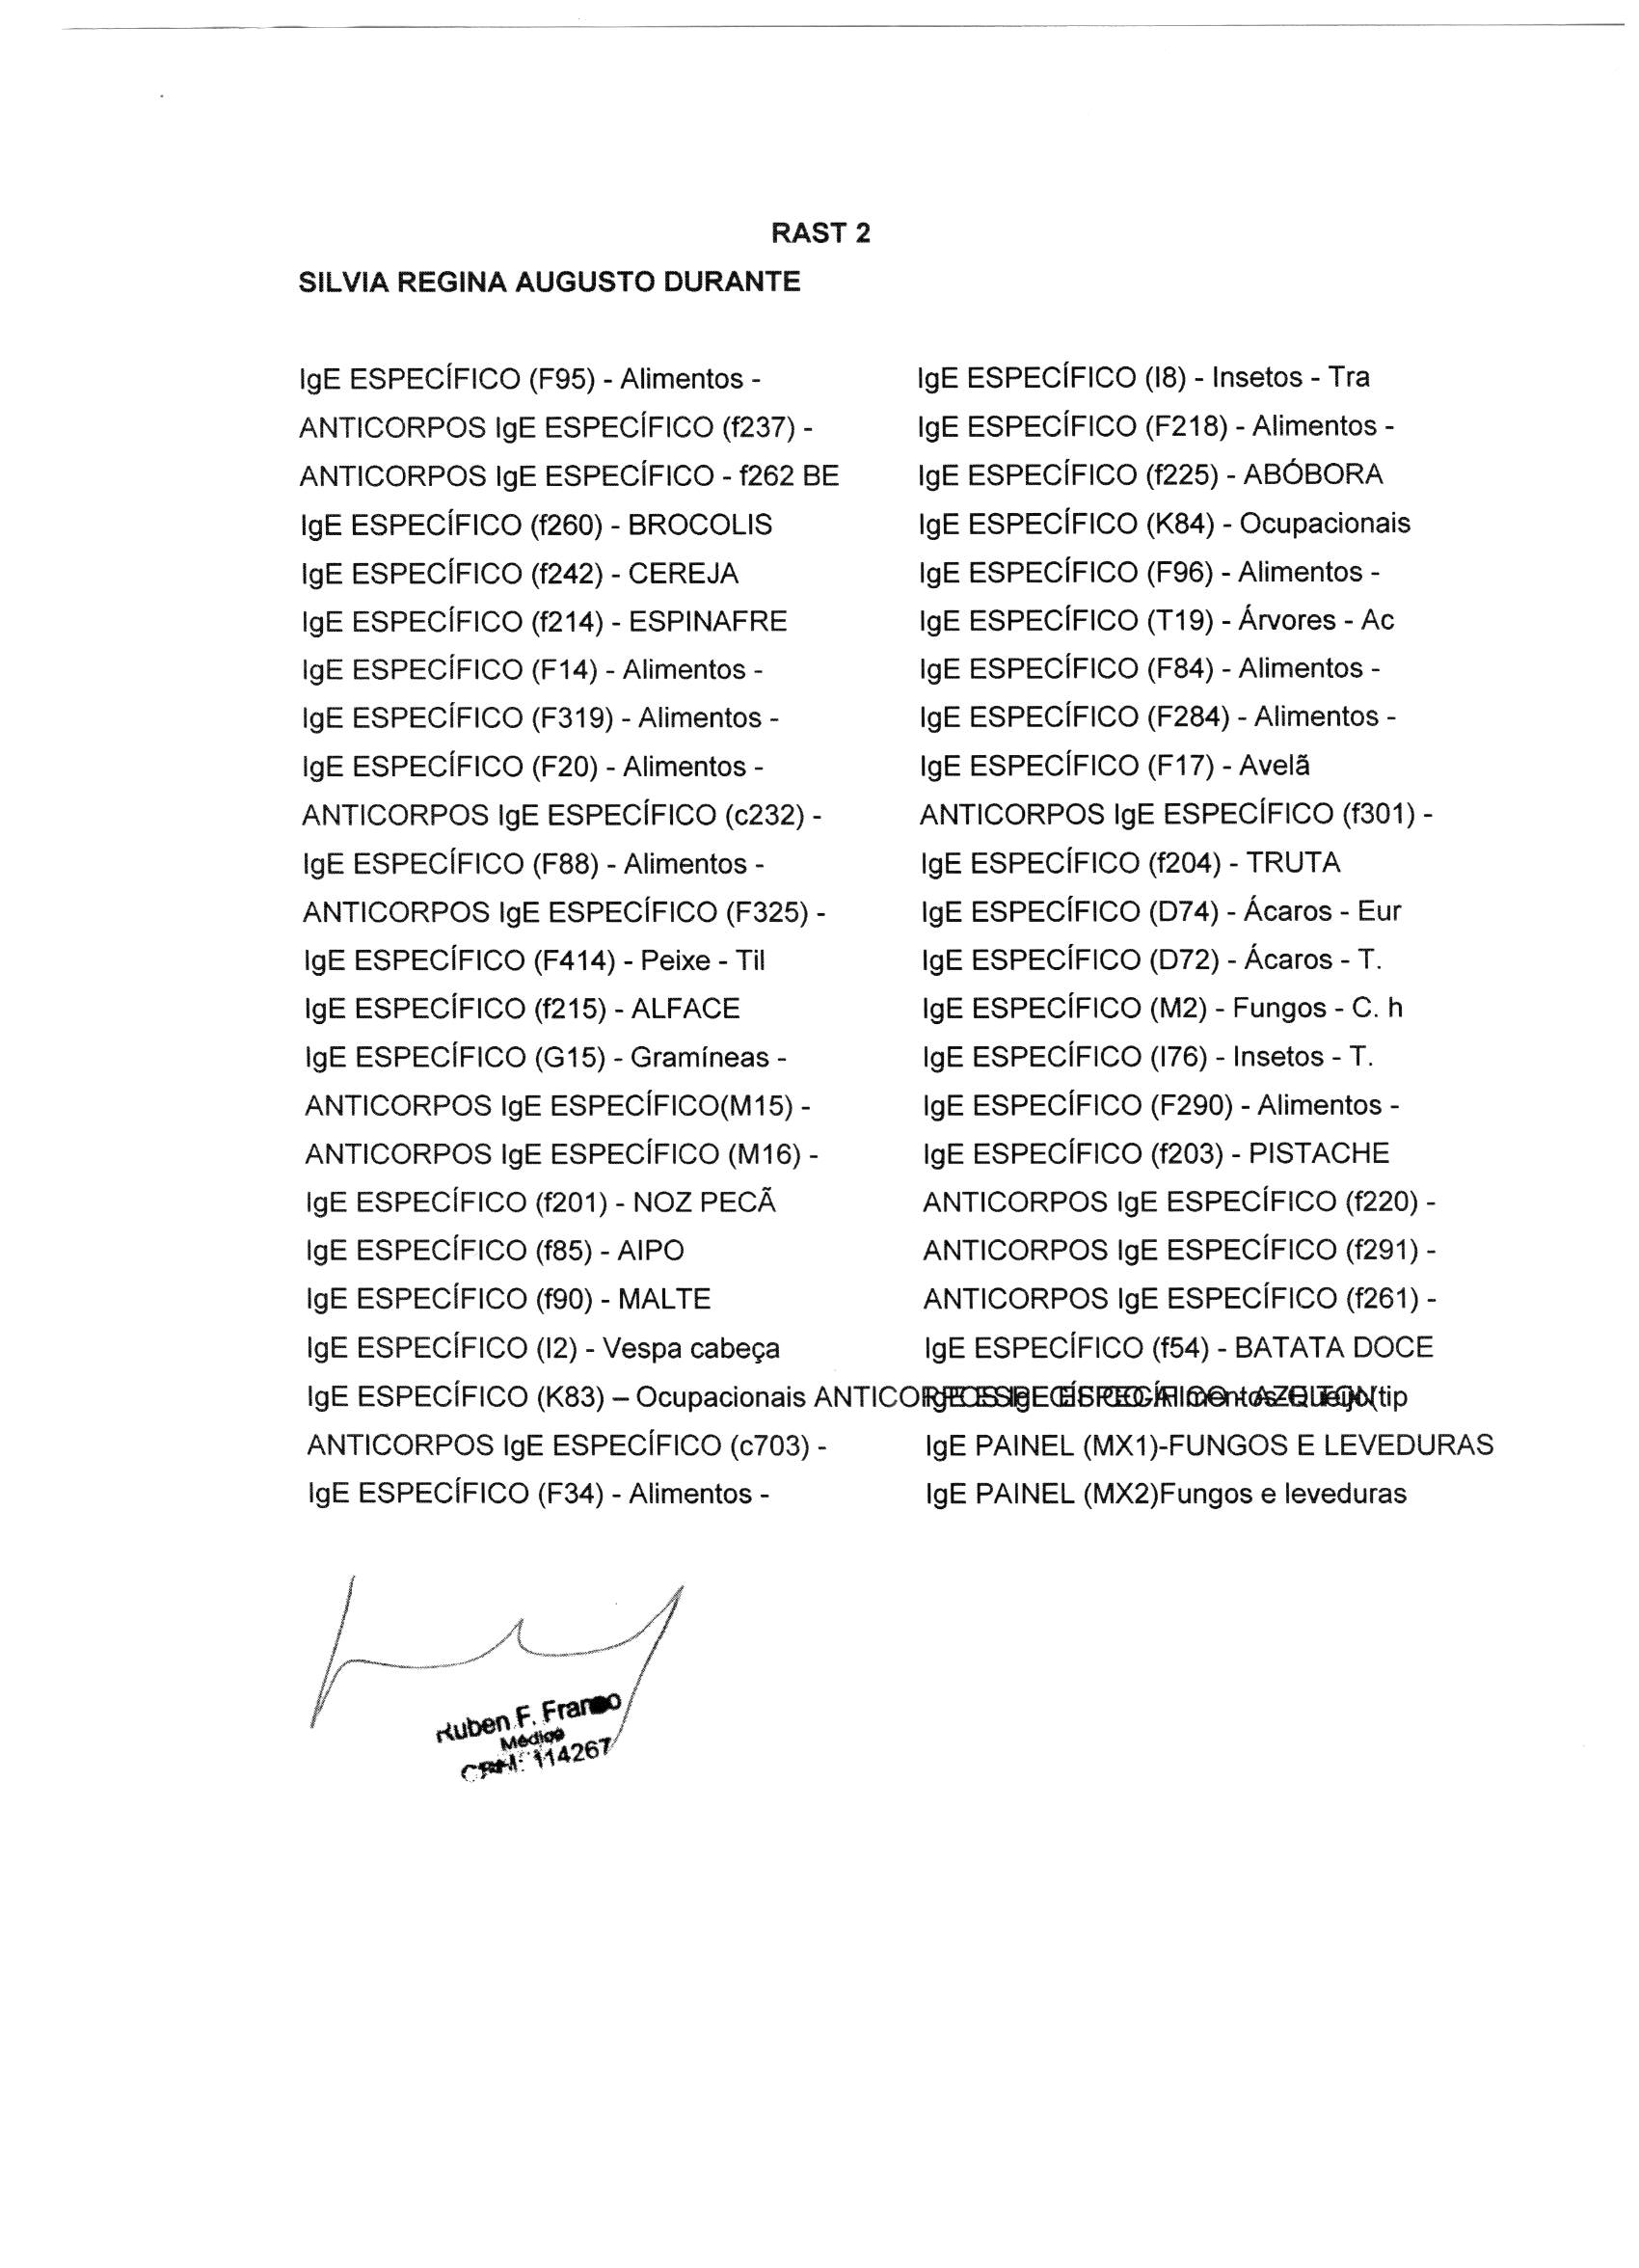 RAST 2
SILVIA REGINA AUGUSTO DURANTE
IgE ESPECÍFICO (F95) - Alimentos -
ANTICORPOS IgE ESPECÍFICO (f237) -
ANTICORPOS IgE ESPECÍFICO - f262 BE
IgE ESPECÍFICO (f260) - BROCOLIS
IgE ESPECÍFICO (f242) - CEREJA
IgE ESPECÍFICO (f214) - ESPINAFRE
IgE ESPECÍFICO (F14) - Alimentos -
IgE ESPECÍFICO (F319) - Alimentos -
IgE ESPECÍFICO (F20) - Alimentos -
ANTICORPOS IgE ESPECÍFICO (c232) -
IgE ESPECÍFICO (F88) - Alimentos -
ANTICORPOS IgE ESPECÍFICO (F325) -
IgE ESPECÍFICO (F414) - Peixe - Til
IgE ESPECÍFICO (f215) - ALFACE
IgE ESPECÍFICO (G15) - Gramíneas -
ANTICORPOS IgE ESPECÍFICO(M15) -
ANTICORPOS IgE ESPECÍFICO (M16) -
IgE ESPECÍFICO (f201) - NOZ PECÃ
IgE ESPECÍFICO (f85) - AIPO
IgE ESPECÍFICO (f90) - MALTE
IgE ESPECÍFICO (I2) - Vespa cabeça
IgE ESPECÍFICO (K83) – Ocupacionais
ANTICORPOS IgE ESPECÍFICO (c703) -
IgE ESPECÍFICO (F34) - Alimentos -
IgE ESPECÍFICO (I8) - Insetos - Tra
IgE ESPECÍFICO (F218) - Alimentos -
IgE ESPECÍFICO (f225) - ABÓBORA
IgE ESPECÍFICO (K84) - Ocupacionais
IgE ESPECÍFICO (F96) - Alimentos -
IgE ESPECÍFICO (T19) - Árvores - Ac
IgE ESPECÍFICO (F84) - Alimentos -
IgE ESPECÍFICO (F284) - Alimentos -
IgE ESPECÍFICO (F17) - Avelã
ANTICORPOS IgE ESPECÍFICO (f301) -
IgE ESPECÍFICO (f204) - TRUTA
IgE ESPECÍFICO (D74) - Ácaros - Eur
IgE ESPECÍFICO (D72) - Ácaros - T.
IgE ESPECÍFICO (M2) - Fungos - C. h
IgE ESPECÍFICO (I76) - Insetos - T.
IgE ESPECÍFICO (F290) - Alimentos -
IgE ESPECÍFICO (f203) - PISTACHE
ANTICORPOS IgE ESPECÍFICO (f220) -
ANTICORPOS IgE ESPECÍFICO (f291) -
ANTICORPOS IgE ESPECÍFICO (f261) -
IgE ESPECÍFICO (f54) - BATATA DOCE
IgE PAINEL (MX1)-FUNGOS E LEVEDURAS
IgE PAINEL (MX2)Fungos e leveduras
Ruben F. Franco
Médico
CRM: 114267